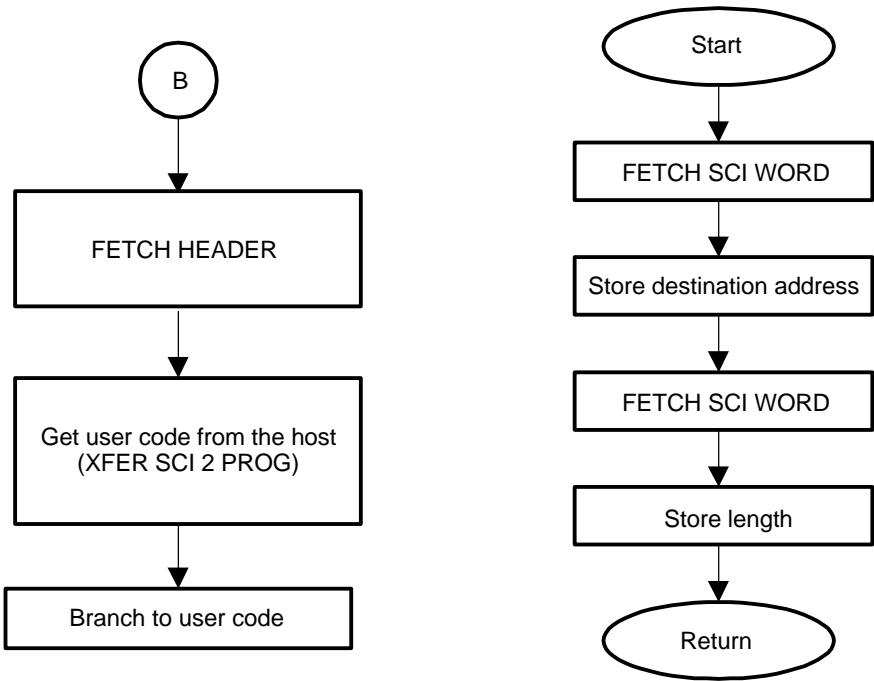 B
FETCH HEADER
Get user code from the host
(XFER SCI 2 PROG)
Branch to user code
Start
FETCH SCI WORD
Store destination address
FETCH SCI WORD
Store length
Return